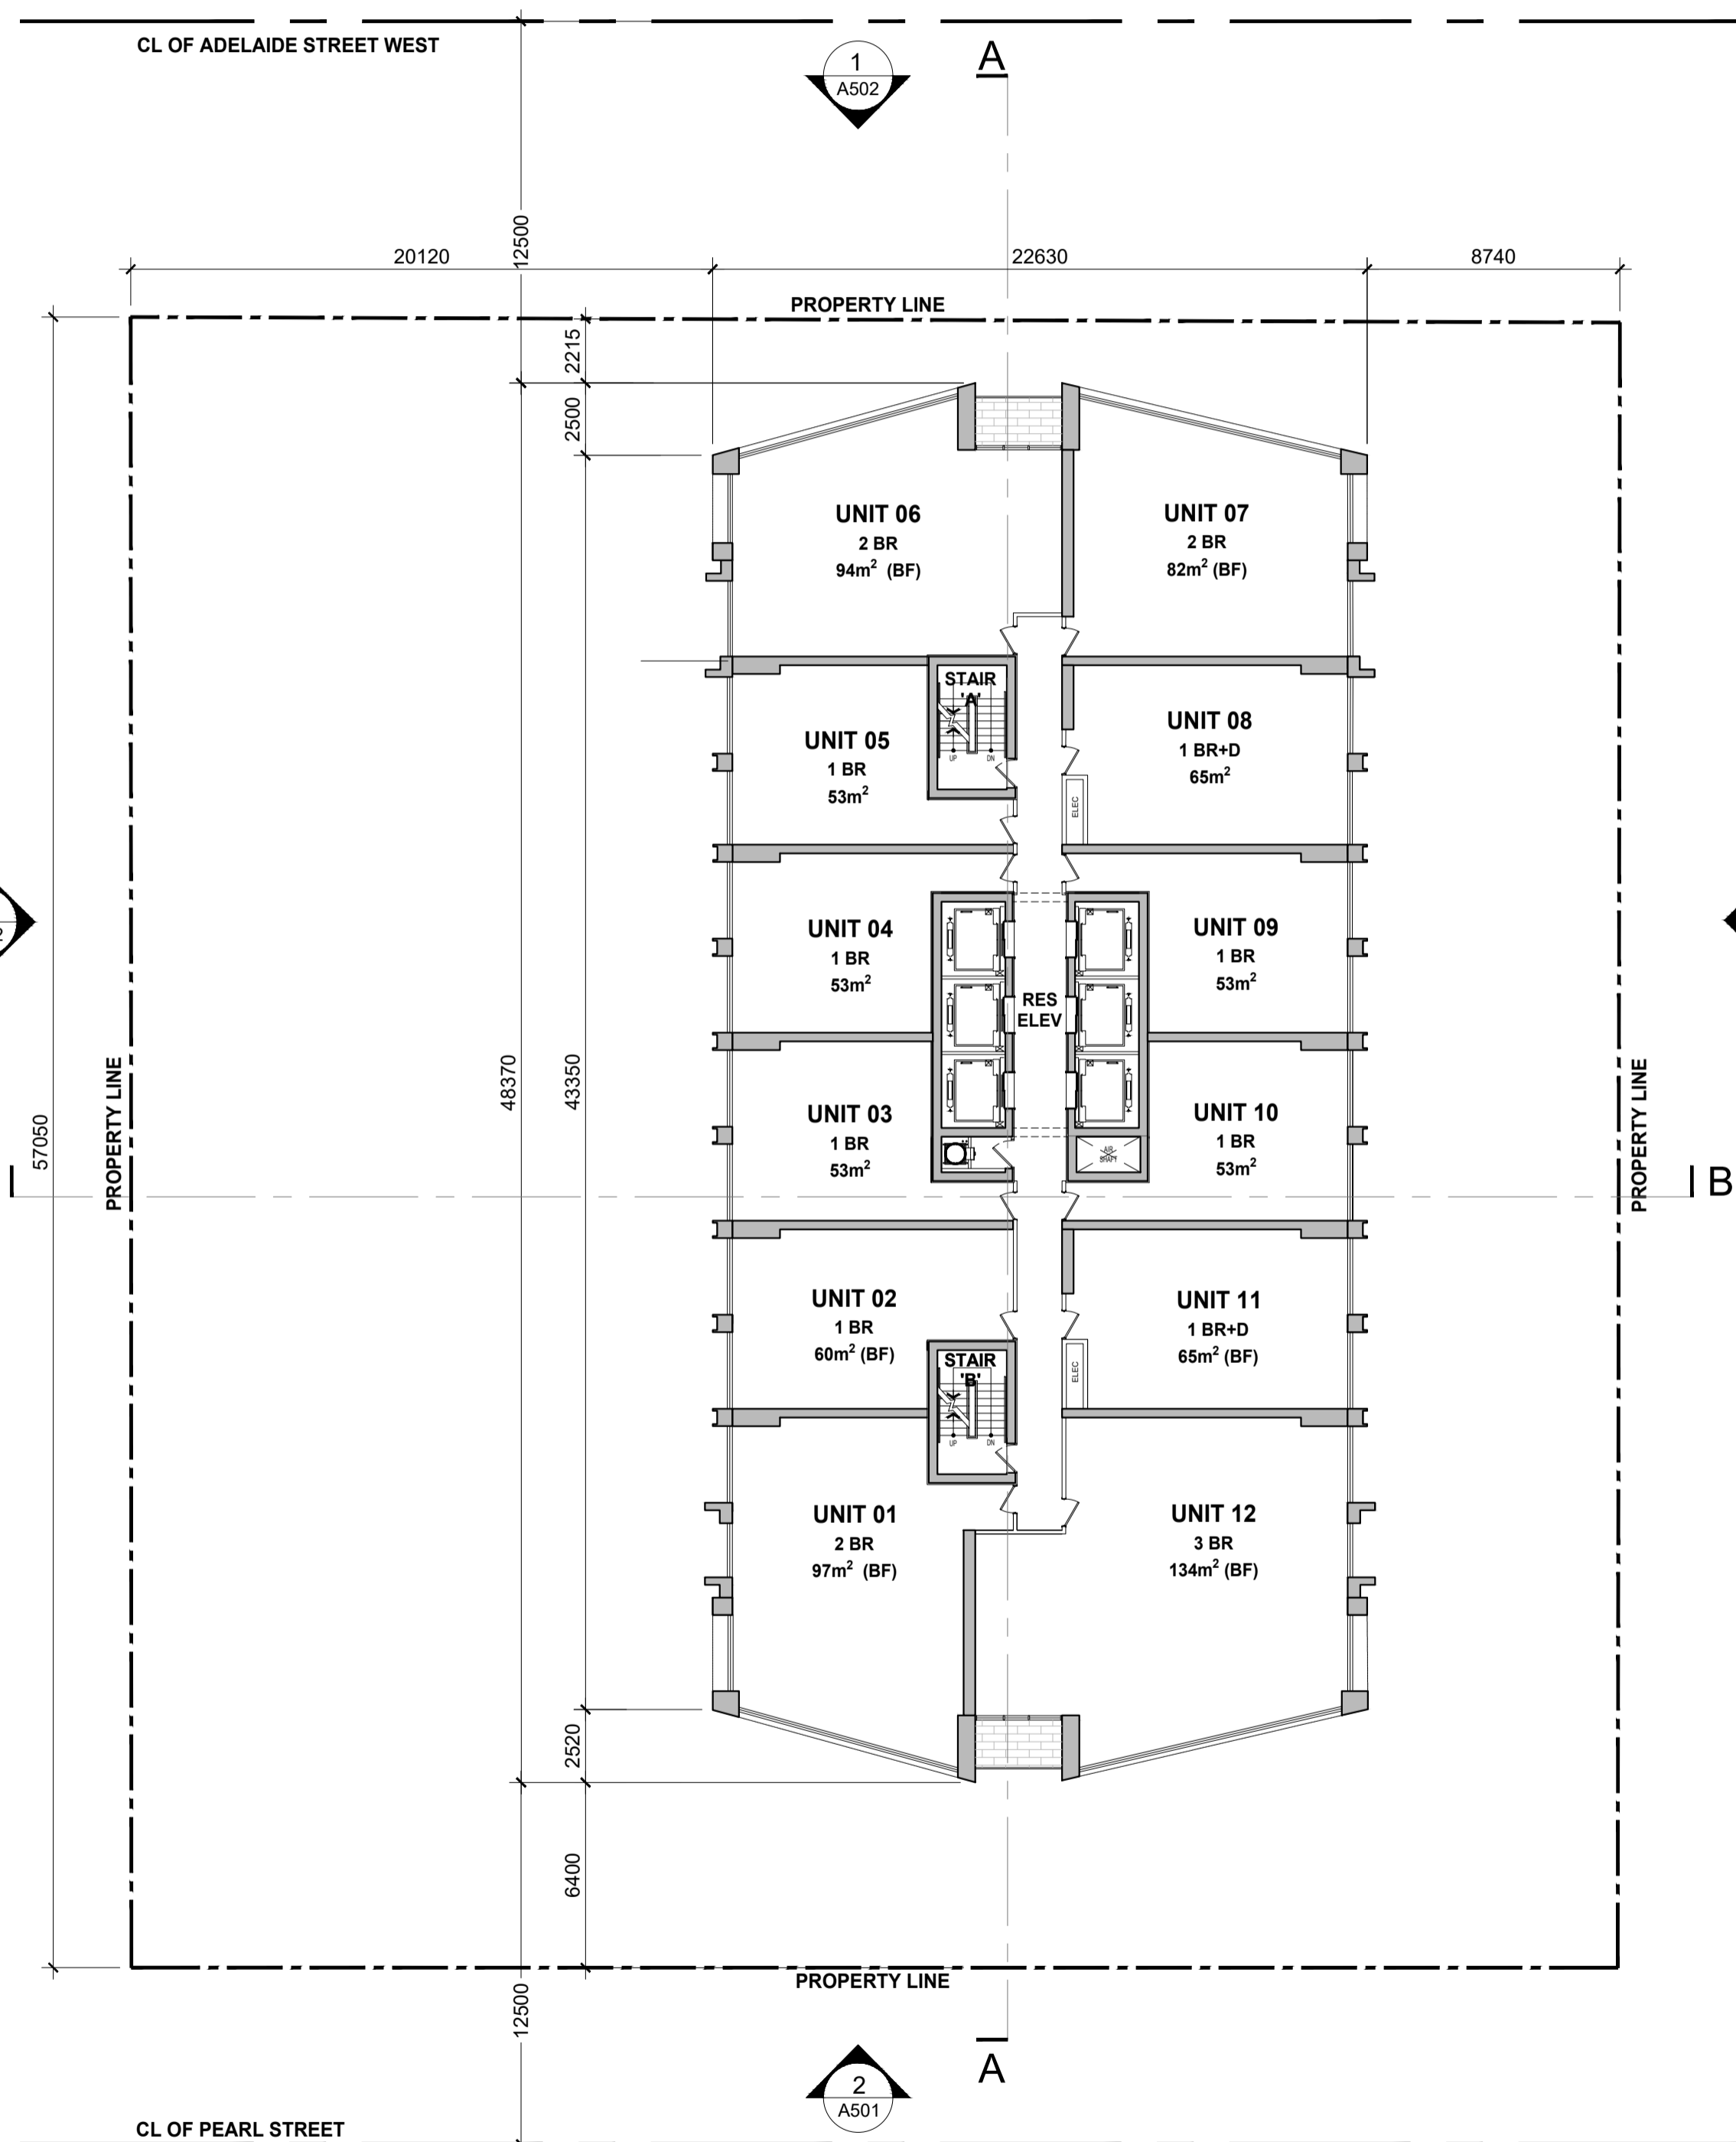 CL OF ADELAIDE STREET WEST
1
A502
A
12500
20120
22630
8740
PROPERTY LINE
2215
2500
UNIT 06
2 BR
94m² (BF)
UNIT 07
2 BR
82m² (BF)
STAIR
'A'
UP
DN
UNIT 05
1 BR
53m²
UNIT 08
1 BR+D
65m²
ELEC
UNIT 04
1 BR
53m²
UNIT 09
1 BR
53m²
RES
ELEV
57050
PROPERTY LINE
48370
43350
UNIT 03
1 BR
53m²
UNIT 10
1 BR
53m²
AIR
SHAFT
PROPERTY LINE
B
UNIT 02
1 BR
60m² (BF)
UNIT 11
1 BR+D
65m² (BF)
STAIR
'B'
ELEC
UP
DN
UNIT 01
2 BR
97m² (BF)
UNIT 12
3 BR
134m² (BF)
2520
6400
PROPERTY LINE
12500
A
2
A501
CL OF PEARL STREET